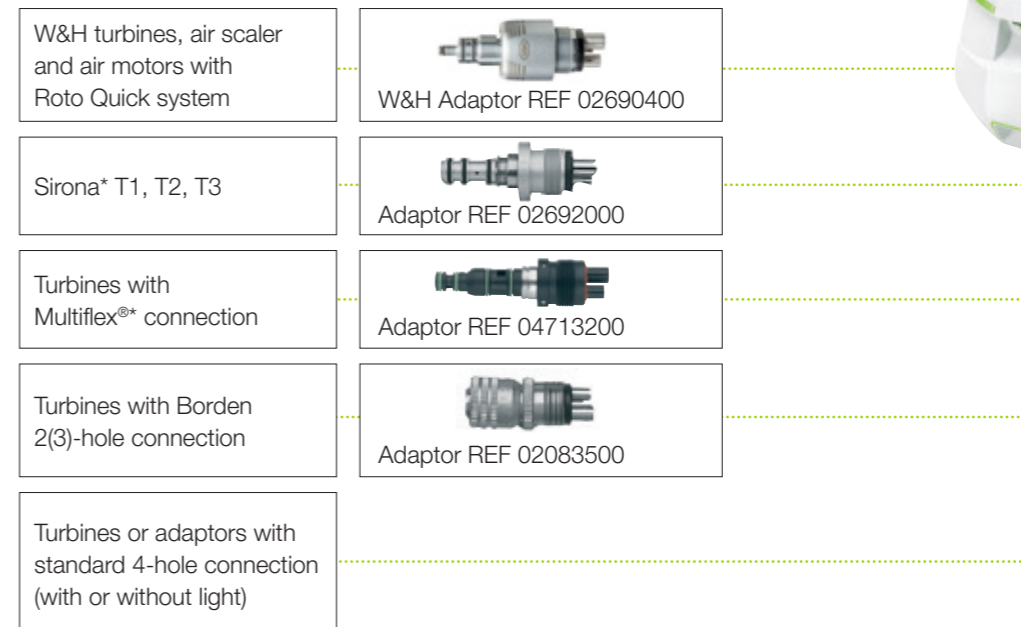 W&H turbines, air scaler
and air motors with
Roto Quick system
W&H Adaptor REF 02690400
Sirona* T1, T2, T3
Adaptor REF 02692000
Turbines with
Multiflex®* connection
Adaptor REF 04713200
Turbines with Borden
2(3)-hole connection
Adaptor REF 02083500
Turbines or adaptors with
standard 4-hole connection
(with or without light)